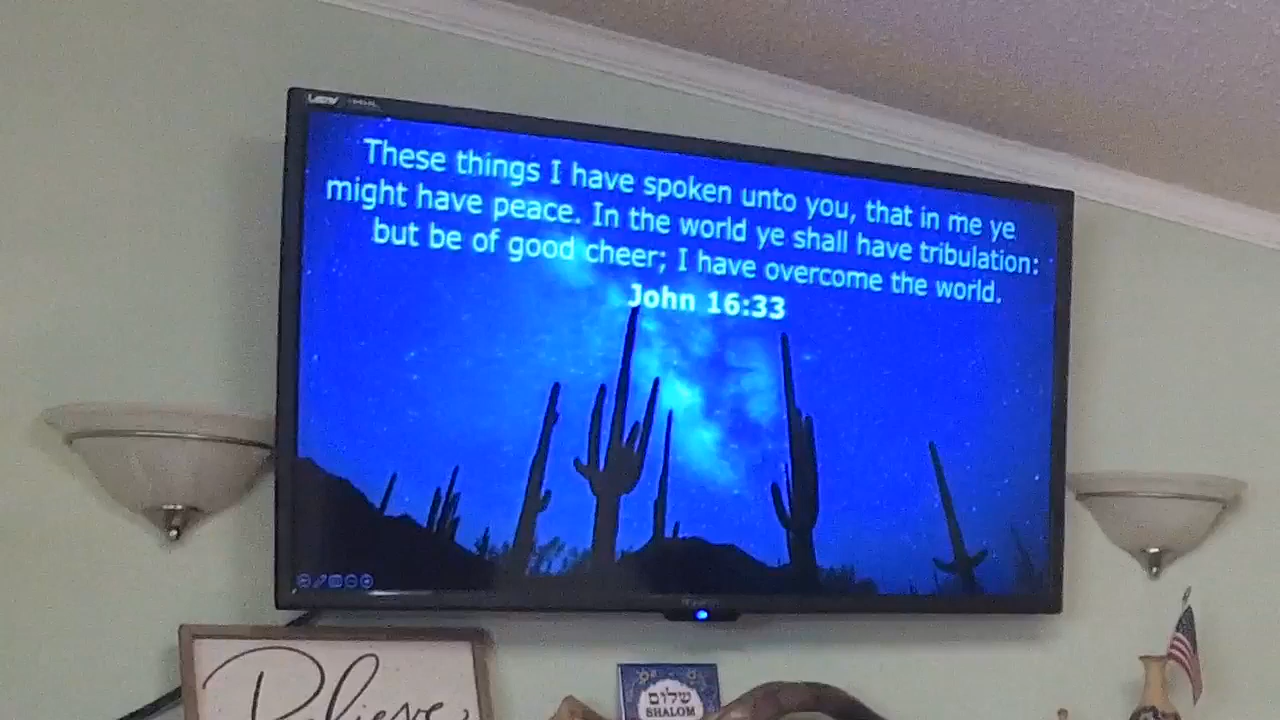 These things I have spoken unto you, that in me ye
might have peace. In the world ye shall have tribulation:
but be of good cheer; I have overcome the world.
John 16:33
Believe
שלום
SHALOM